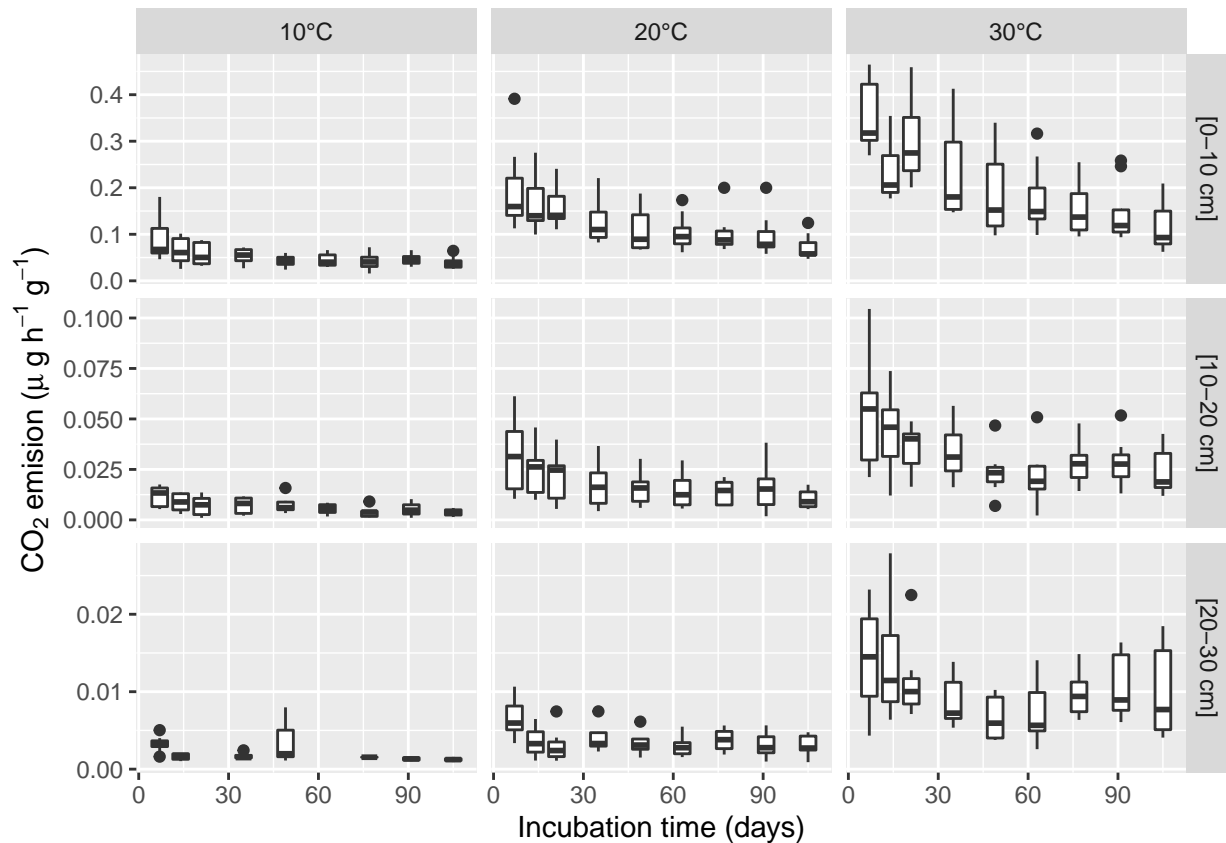 10°C 20°C 30°C
CO₂ emision (μ g h⁻¹ g⁻¹)
0.4
0.3
0.2
0.1
0.0
[0−10 cm]
0.100
0.075
0.050
0.025
0.000
[10−20 cm]
0.02
0.01
0.00
[20−30 cm]
0 30 60 90 0 30 60 90 0 30 60 90
Incubation time (days)